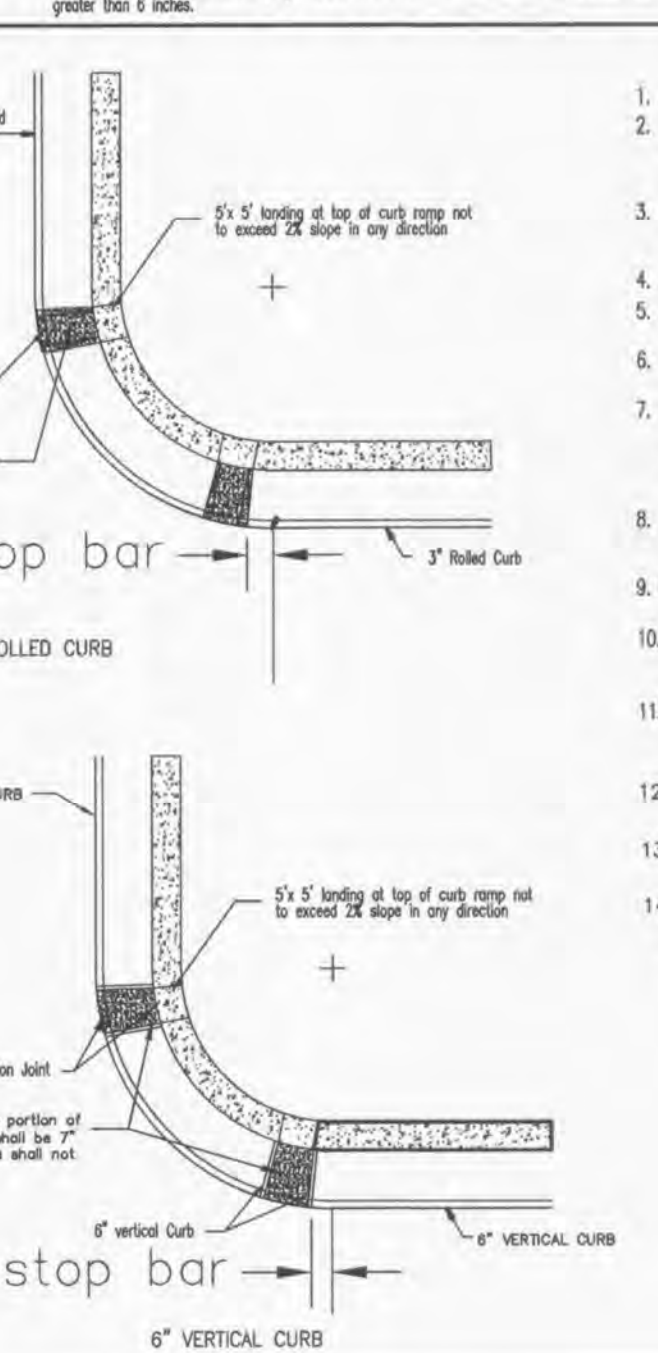 greater than 6 inches.
5'x 5' landing at top of curb ramp not
to exceed 2% slope in any direction
3" Rolled Curb
op bar
OLLED CURB
URB
5'x 5' landing at top of curb ramp not
to exceed 2% slope in any direction
on Joint
portion of
hall be 7"
shall not
6" vertical Curb
6" VERTICAL CURB
stop bar
6" VERTICAL CURB
1.
2.
3.
4.
5.
6.
7.
8.
9.
10.
11.
12
13
14